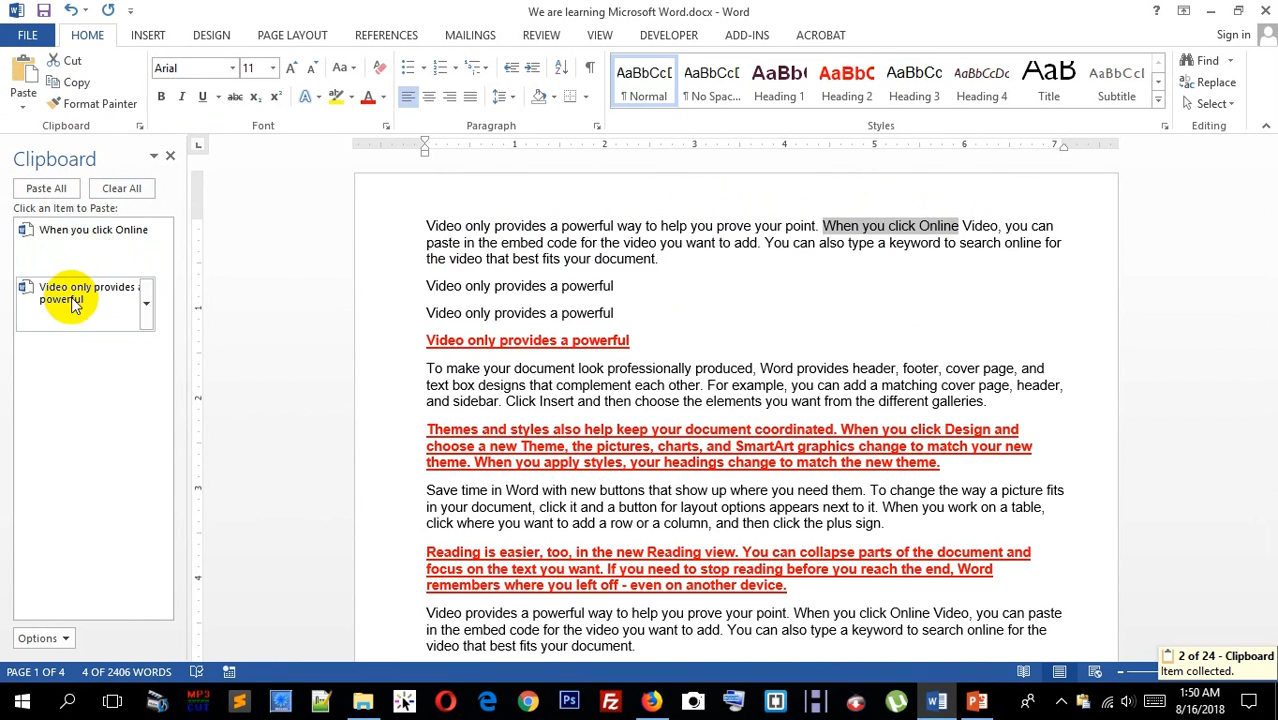 We are learning Microsoft Word.docx - Word
?
FILE HOME INSERT DESIGN PAGE LAYOUT REFERENCES MAILINGS REVIEW VIEW DEVELOPER ADD-INS ACROBAT Sign in
Paste
Cut
Copy
Format Painter
Clipboard
Arial 11 A A Aa
B I U abc x₂ x² A A
Font
Paragraph
AaBbCcI AaBbCcI AaBbC AaBbCc AaBbCc AaBbCcDc AaB AaBbCcD
¶ Normal ¶ No Spac... Heading 1 Heading 2 Heading 3 Heading 4 Title Subtitle
Styles
Find
Replace
Select
Editing
Clipboard
Paste All Clear All
Click an Item to Paste:
When you click Online
Video only provides a
powerful
Options
1 2 3 4 5 6 7
1
2
3
4
Video only provides a powerful way to help you prove your point. When you click Online Video, you can
paste in the embed code for the video you want to add. You can also type a keyword to search online for
the video that best fits your document.
Video only provides a powerful
Video only provides a powerful
Video only provides a powerful
To make your document look professionally produced, Word provides header, footer, cover page, and
text box designs that complement each other. For example, you can add a matching cover page, header,
and sidebar. Click Insert and then choose the elements you want from the different galleries.
Themes and styles also help keep your document coordinated. When you click Design and
choose a new Theme, the pictures, charts, and SmartArt graphics change to match your new
theme. When you apply styles, your headings change to match the new theme.
Save time in Word with new buttons that show up where you need them. To change the way a picture fits
in your document, click it and a button for layout options appears next to it. When you work on a table,
click where you want to add a row or a column, and then click the plus sign.
Reading is easier, too, in the new Reading view. You can collapse parts of the document and
focus on the text you want. If you need to stop reading before you reach the end, Word
remembers where you left off - even on another device.
Video provides a powerful way to help you prove your point. When you click Online Video, you can paste
in the embed code for the video you want to add. You can also type a keyword to search online for the
video that best fits your document.
2 of 24 - Clipboard
Item collected.
PAGE 1 OF 4 4 OF 2406 WORDS
MP3
CUT
Ps
1:50 AM
8/16/2018